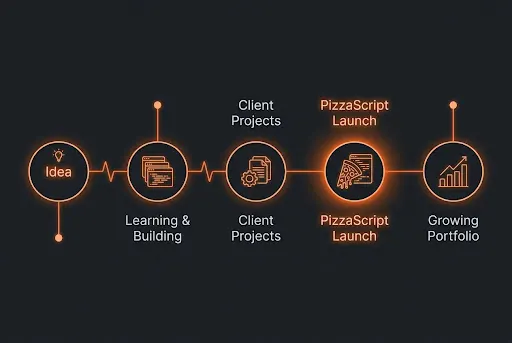 Client
Projects
PizzaScript
Launch
Idea
Learning &
Building
Client
Projects
PizzaScript
Launch
Growing
Portfolio